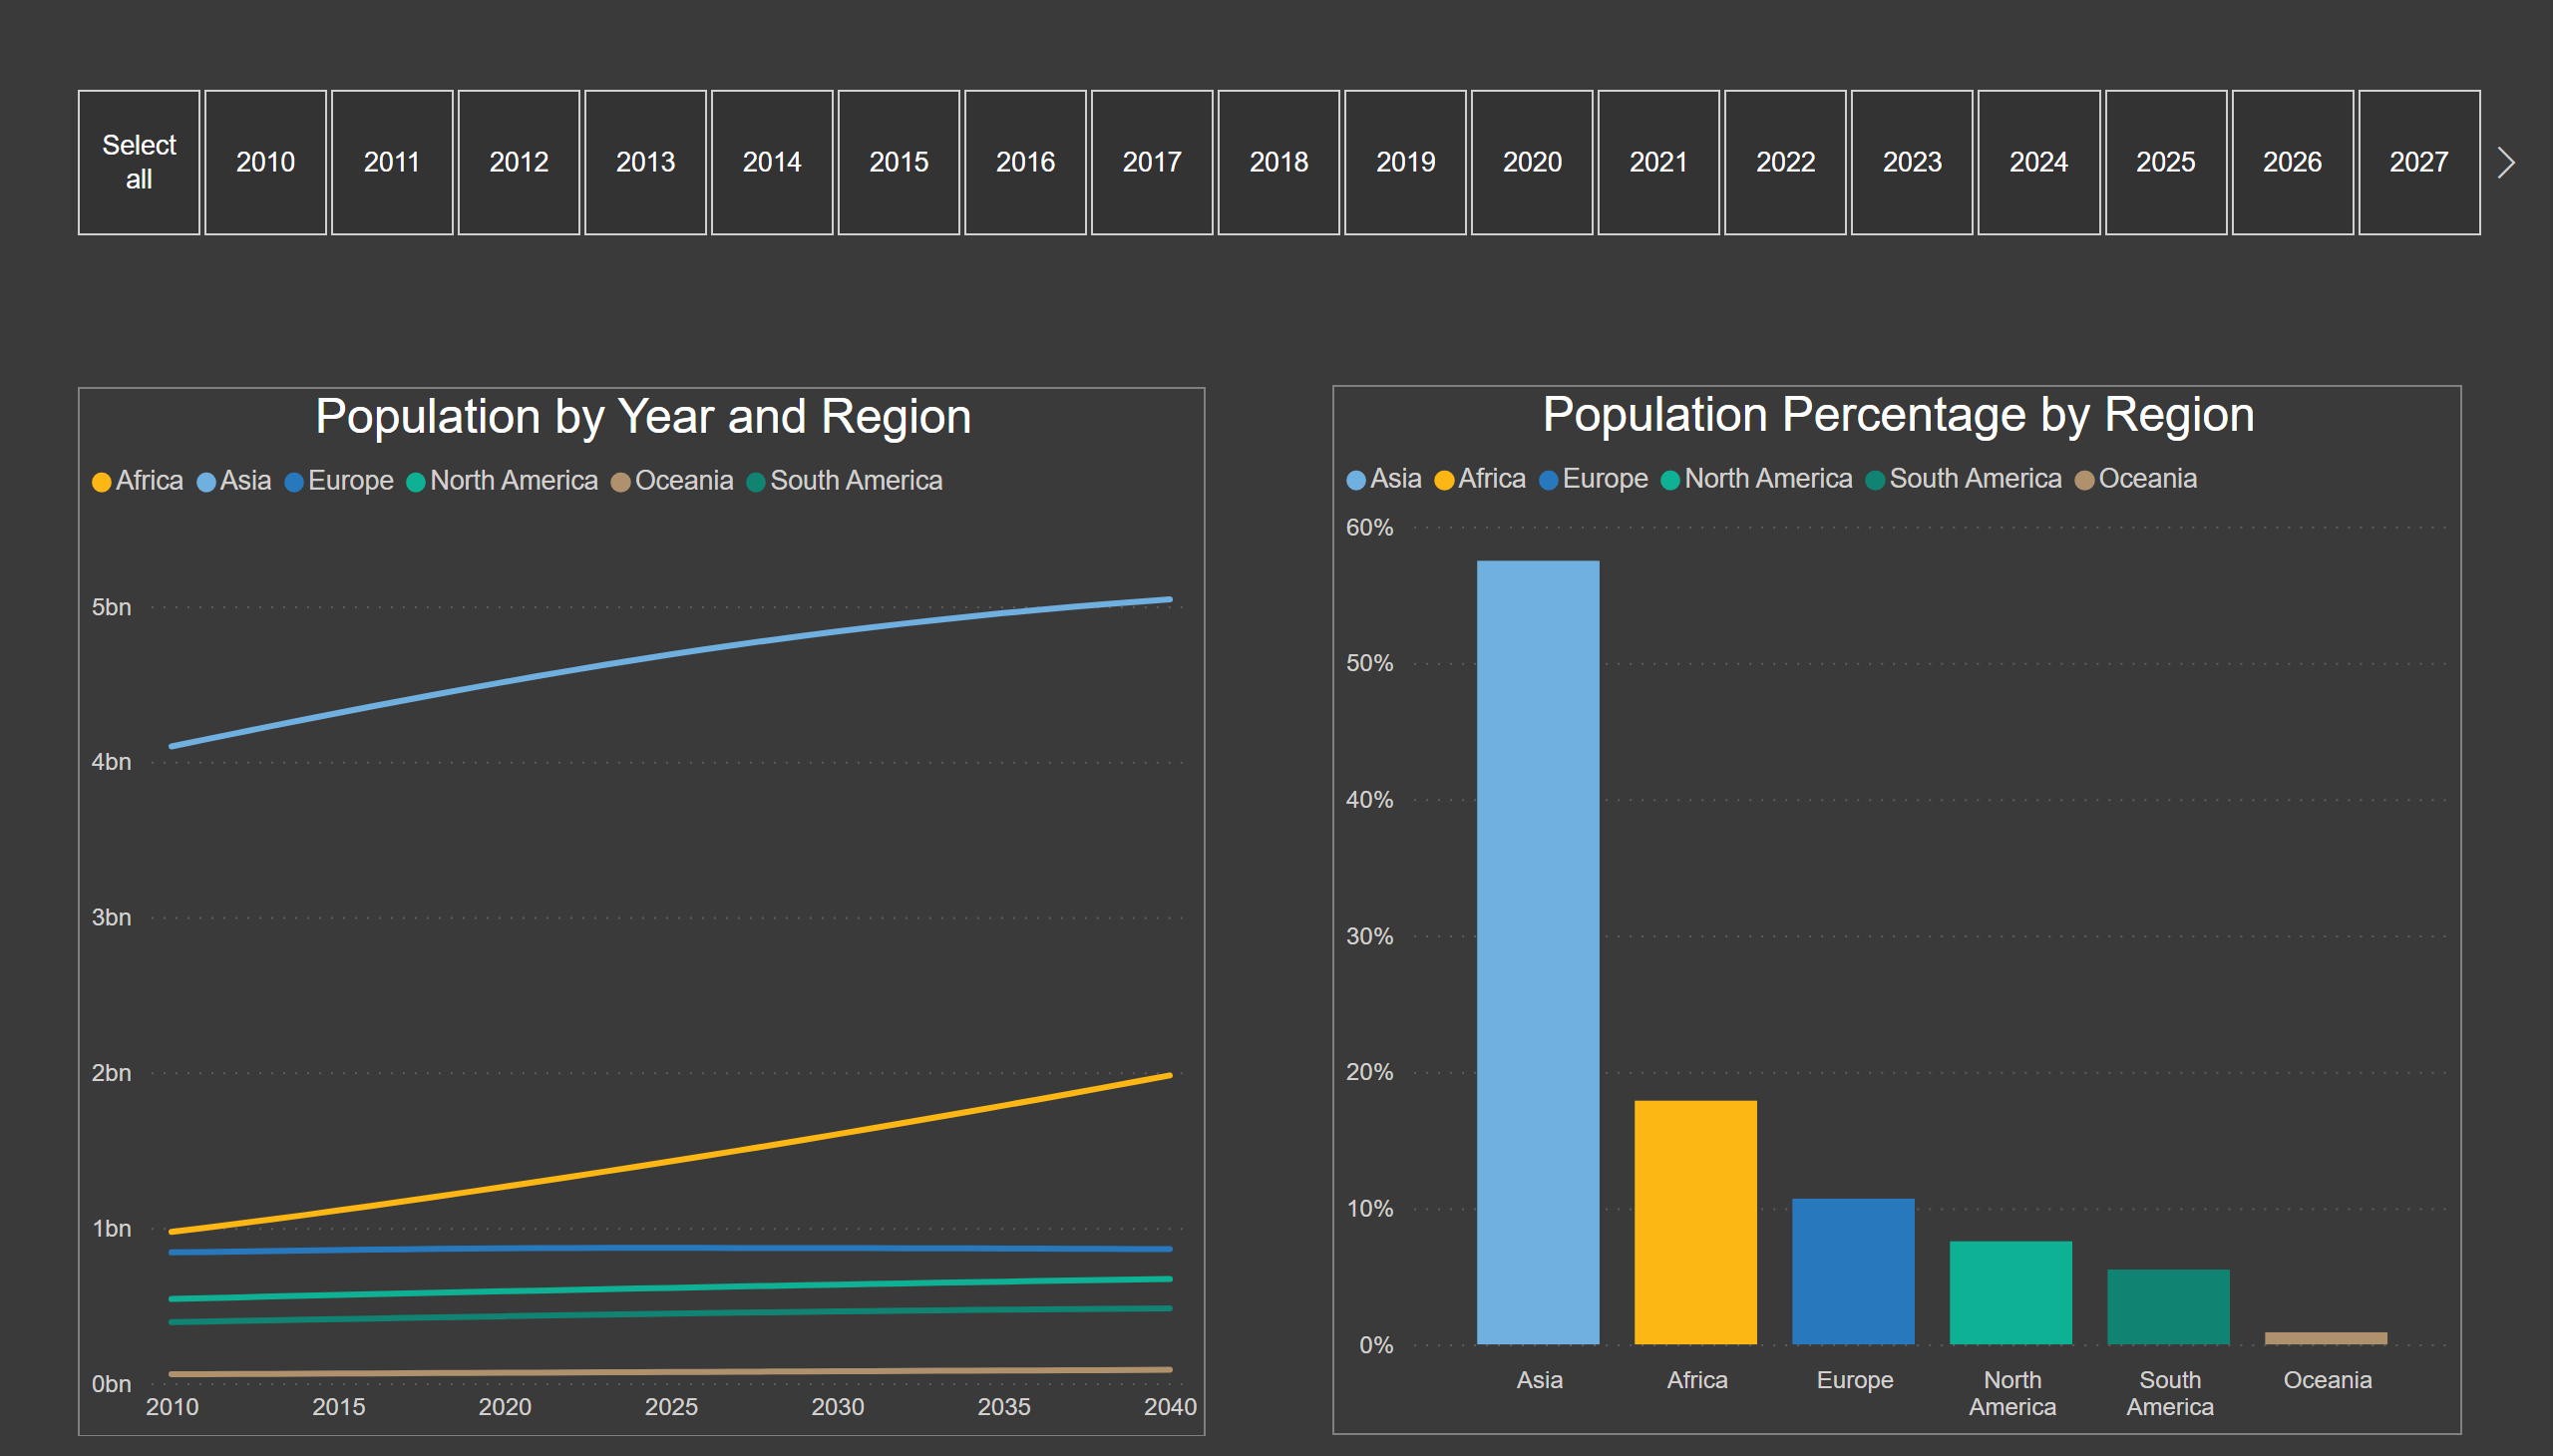 Select
all
2010
2011
2012
2013
2014
2015
2016
2017
2018
2019
2020
2021
2022
2023
2024
2025
2026
2027
Population by Year and Region
Africa Asia Europe North America Oceania South America
5bn
4bn
3bn
2bn
1bn
0bn
2010 2015 2020 2025 2030 2035 2040
Population Percentage by Region
Asia Africa Europe North America South America Oceania
60%
50%
40%
30%
20%
10%
0%
Asia
Africa
Europe
North
America
South
America
Oceania